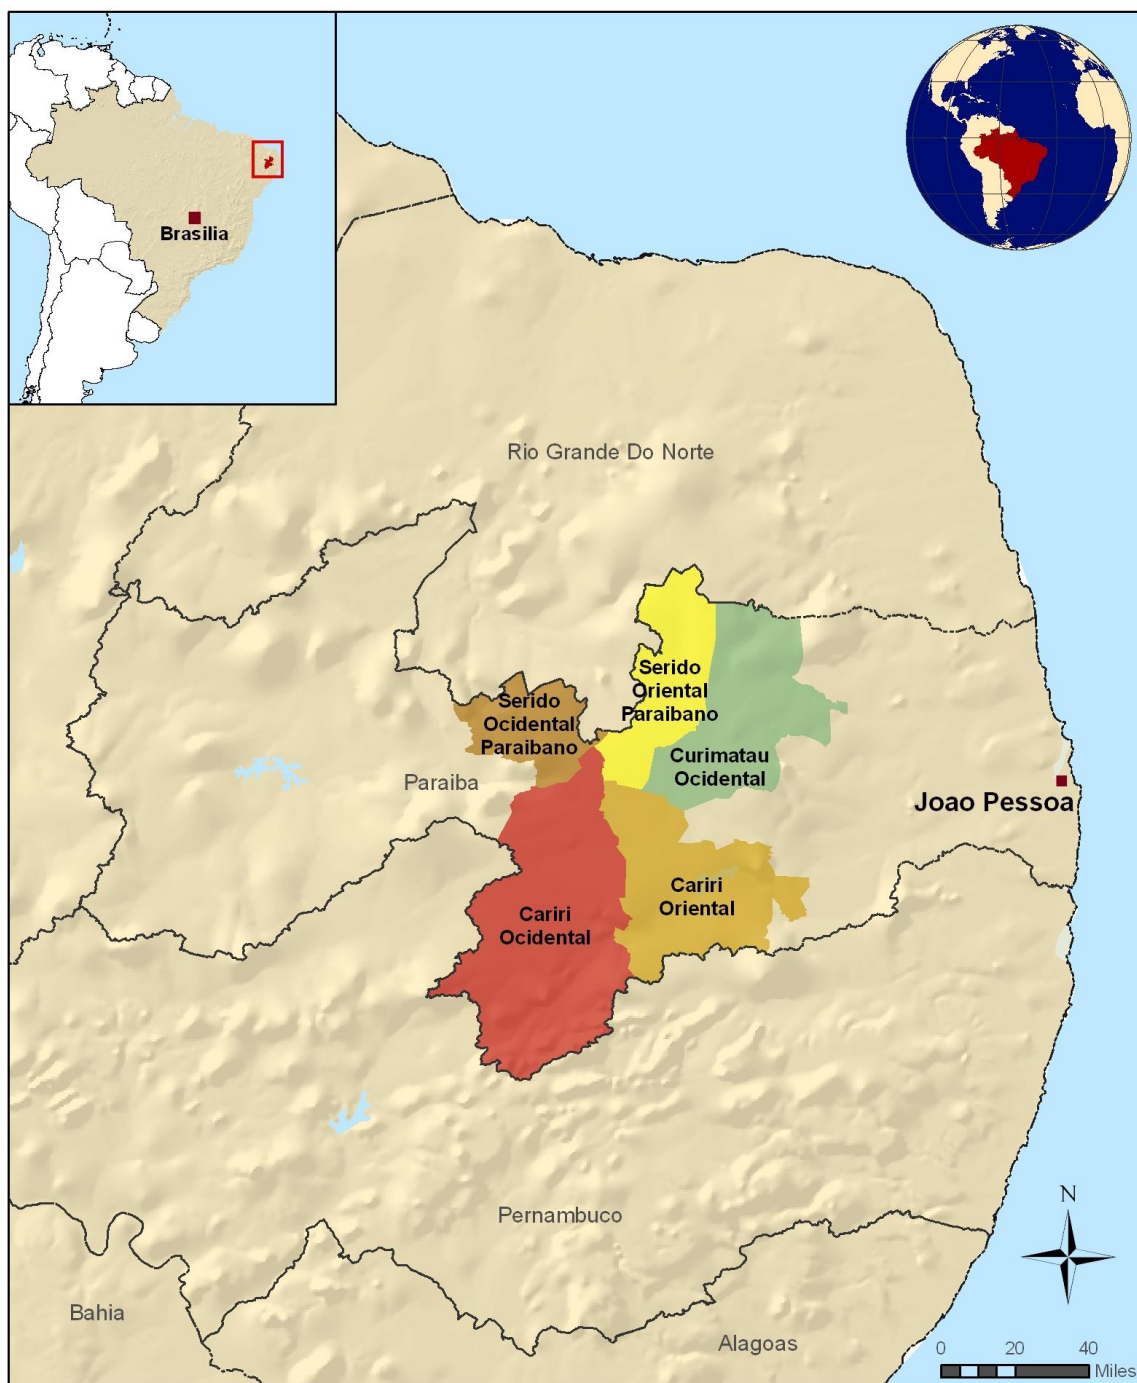 Brasilia
Rio Grande Do Norte
Serido
Oriental
Paraibano
Serido
Ocidental
Paraibano
Curimatau
Ocidental
Paraiba
Joao Pessoa
Cariri
Oriental
Cariri
Ocidental
Pernambuco
N
Bahia
Alagoas
0 20 40
Miles